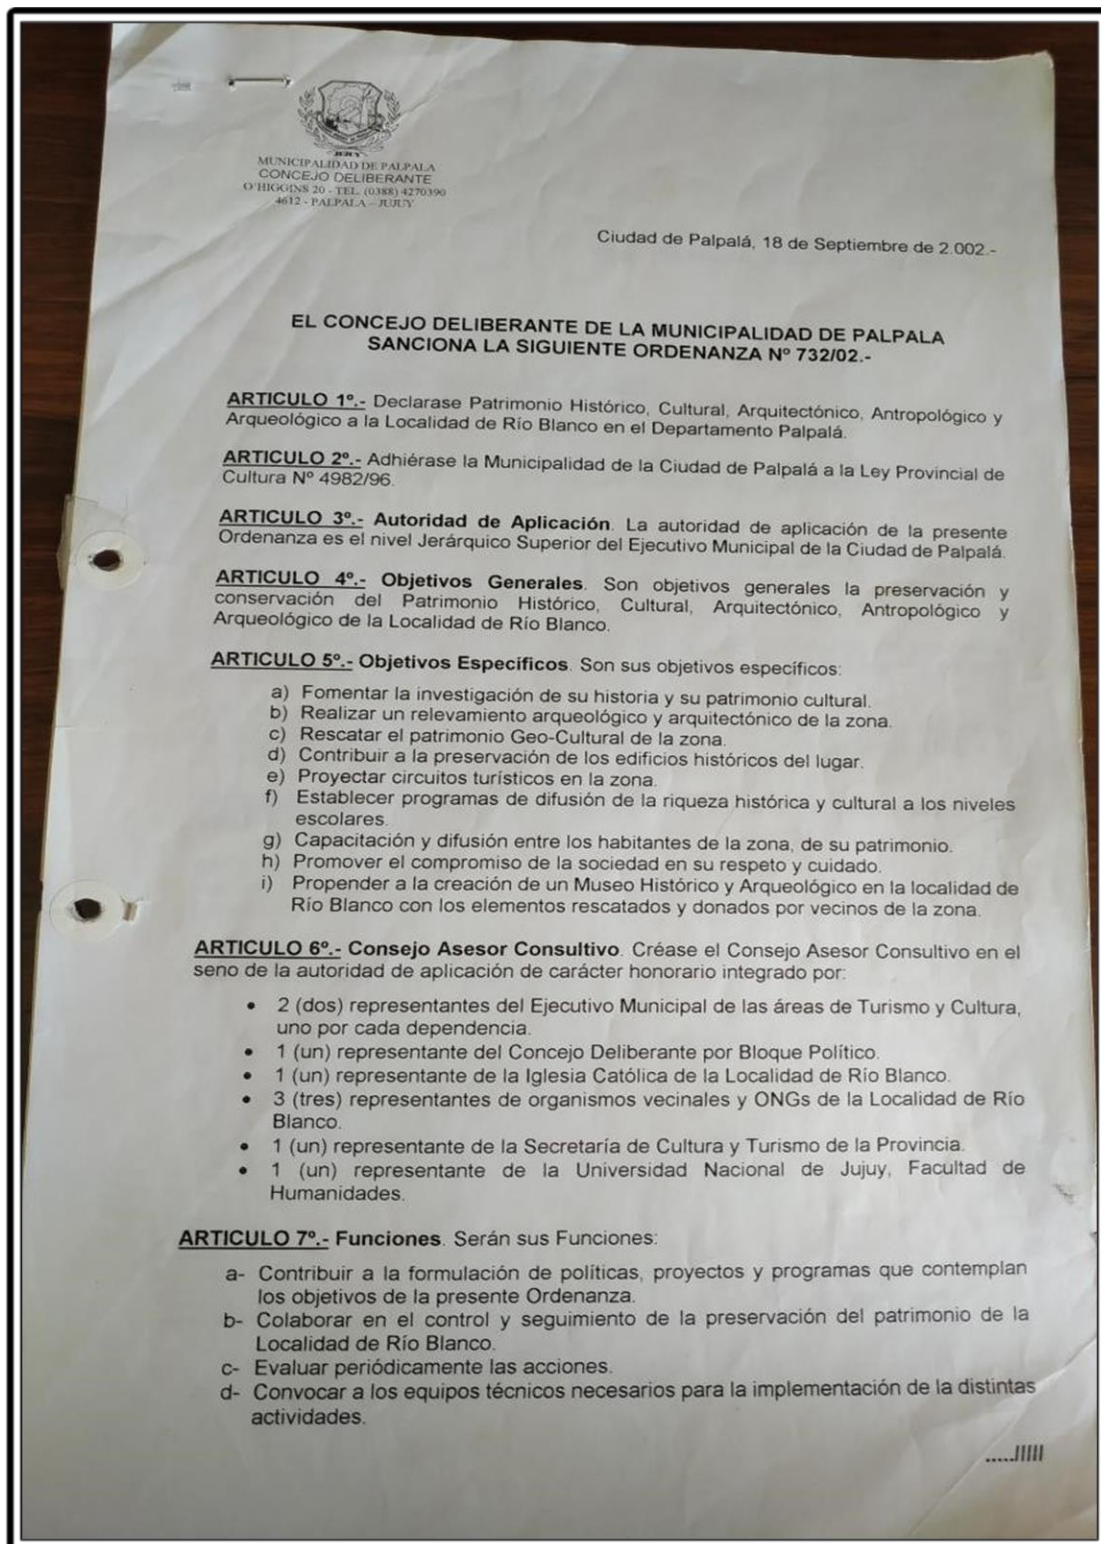 MUNICIPALIDAD DE PALPALA
CONCEJO DELIBERANTE
O'HIGGINS 20 - TEL. (0388) 4270390
4612 - PALPALA - JUJUY
Ciudad de Palpalá, 18 de Septiembre de 2.002.-
EL CONCEJO DELIBERANTE DE LA MUNICIPALIDAD DE PALPALA
SANCIONA LA SIGUIENTE ORDENANZA Nº 732/02.-
ARTICULO 1º.- Declarase Patrimonio Histórico, Cultural, Arquitectónico, Antropológico y
Arqueológico a la Localidad de Río Blanco en el Departamento Palpalá.
ARTICULO 2º.- Adhiérase la Municipalidad de la Ciudad de Palpalá a la Ley Provincial de
Cultura Nº 4982/96.
ARTICULO 3º.- Autoridad de Aplicación. La autoridad de aplicación de la presente
Ordenanza es el nivel Jerárquico Superior del Ejecutivo Municipal de la Ciudad de Palpalá.
ARTICULO 4º.- Objetivos Generales. Son objetivos generales la preservación y
conservación del Patrimonio Histórico, Cultural, Arquitectónico, Antropológico y
Arqueológico de la Localidad de Río Blanco.
ARTICULO 5º.- Objetivos Específicos. Son sus objetivos específicos:
a) Fomentar la investigación de su historia y su patrimonio cultural.
b) Realizar un relevamiento arqueológico y arquitectónico de la zona.
c) Rescatar el patrimonio Geo-Cultural de la zona.
d) Contribuir a la preservación de los edificios históricos del lugar.
e) Proyectar circuitos turísticos en la zona.
f) Establecer programas de difusión de la riqueza histórica y cultural a los niveles
escolares.
g) Capacitación y difusión entre los habitantes de la zona, de su patrimonio.
h) Promover el compromiso de la sociedad en su respeto y cuidado.
i) Propender a la creación de un Museo Histórico y Arqueológico en la localidad de
Río Blanco con los elementos rescatados y donados por vecinos de la zona.
ARTICULO 6º.- Consejo Asesor Consultivo. Créase el Consejo Asesor Consultivo en el
seno de la autoridad de aplicación de carácter honorario integrado por:
• 2 (dos) representantes del Ejecutivo Municipal de las áreas de Turismo y Cultura,
uno por cada dependencia.
• 1 (un) representante del Concejo Deliberante por Bloque Político.
• 1 (un) representante de la Iglesia Católica de la Localidad de Río Blanco.
• 3 (tres) representantes de organismos vecinales y ONGs de la Localidad de Río
Blanco.
• 1 (un) representante de la Secretaría de Cultura y Turismo de la Provincia.
• 1 (un) representante de la Universidad Nacional de Jujuy, Facultad de
Humanidades.
ARTICULO 7º.- Funciones. Serán sus Funciones:
a- Contribuir a la formulación de políticas, proyectos y programas que contemplan
los objetivos de la presente Ordenanza.
b- Colaborar en el control y seguimiento de la preservación del patrimonio de la
Localidad de Río Blanco.
c- Evaluar periódicamente las acciones.
d- Convocar a los equipos técnicos necesarios para la implementación de la distintas
actividades.
.....//////